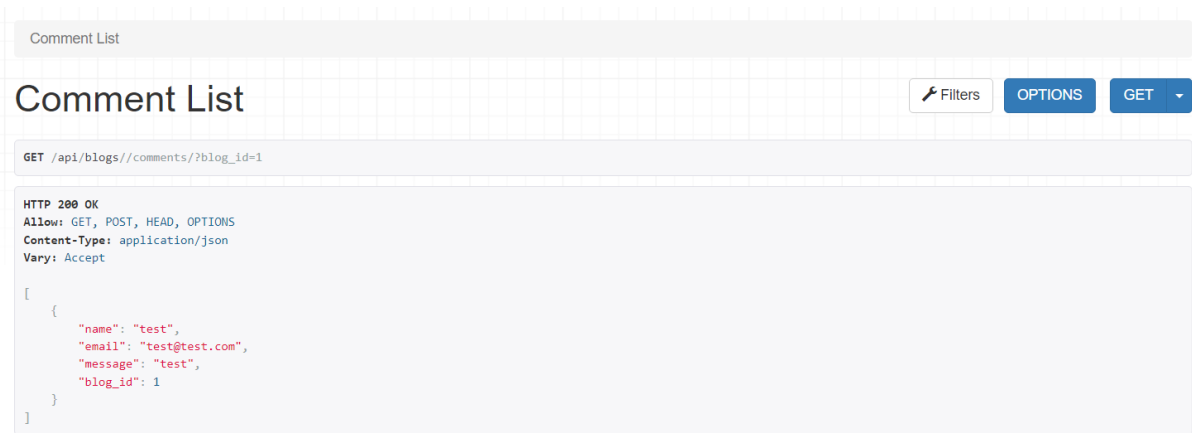 Comment List
Comment List
Filters
OPTIONS
GET
GET /api/blogs//comments/?blog_id=1
HTTP 200 OK
Allow: GET, POST, HEAD, OPTIONS
Content-Type: application/json
Vary: Accept
[
    {
        "name": "test",
        "email": "test@test.com",
        "message": "test",
        "blog_id": 1
    }
]